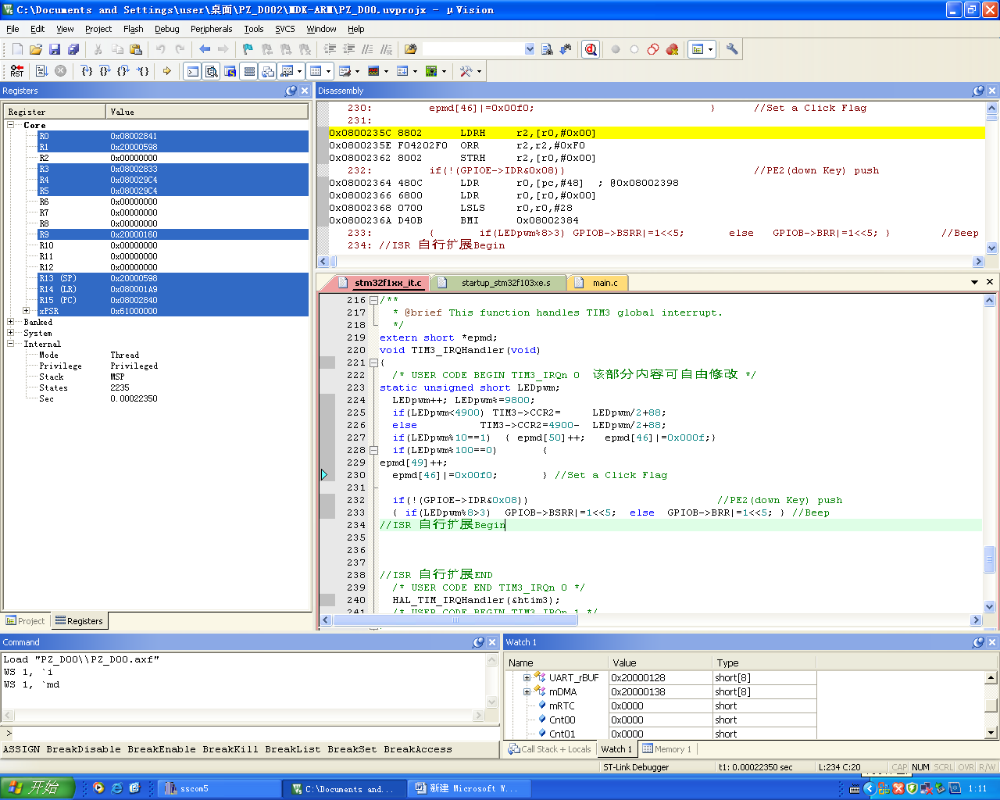 C:\Documents and Settings\user\桌面\PZ_D002\MDK-ARM\PZ_D00.uvprojx - µVision
File Edit View Project Flash Debug Peripherals Tools SVCS Window Help
Registers
Register Value
Core
R0 0x08002841
R1 0x20000598
R2 0x00000000
R3 0x08002833
R4 0x080029C4
R5 0x080029C4
R6 0x00000000
R7 0x00000000
R8 0x00000000
R9 0x20000160
R10 0x00000000
R11 0x00000000
R12 0x00000000
R13 (SP) 0x20000598
R14 (LR) 0x080001A9
R15 (PC) 0x08002840
xPSR 0x61000000
Banked
System
Internal
Mode Thread
Privilege Privileged
Stack MSP
States 2235
Sec 0.00022350
Project Registers
Disassembly
230: epmd[46]|=0x00f0; } //Set a Click Flag
231:
0x0800235C 8802 LDRH r2,[r0,#0x00]
0x0800235E F04202F0 ORR r2,r2,#0xF0
0x08002362 8002 STRH r2,[r0,#0x00]
232: if(!(GPIOE->IDR&0x08)) //PE2(down Key) push
0x08002364 480C LDR r0,[pc,#48] ; @0x08002398
0x08002366 6800 LDR r0,[r0,#0x00]
0x08002368 0700 LSLS r0,r0,#28
0x0800236A D40B BMI 0x08002384
233: { if(LEDpwm%8>3) GPIOB->BSRR|=1<<5; else GPIOB->BRR|=1<<5; } //Beep
234: //ISR 自行扩展Begin
stm32f1xx_it.c startup_stm32f103xe.s main.c
216 /**
217 * @brief This function handles TIM3 global interrupt.
218 */
219 extern short *epmd;
220 void TIM3_IRQHandler(void)
221 {
222 /* USER CODE BEGIN TIM3_IRQn 0 该部分内容可自由修改 */
223 static unsigned short LEDpwm;
224 LEDpwm++; LEDpwm%=9800;
225 if(LEDpwm<4900) TIM3->CCR2= LEDpwm/2+88;
226 else TIM3->CCR2=4900- LEDpwm/2+88;
227 if(LEDpwm%10==1) { epmd[50]++; epmd[46]|=0x000f;}
228 if(LEDpwm%100==0) {
229 epmd[49]++;
230 epmd[46]|=0x00f0; } //Set a Click Flag
231
232 if(!(GPIOE->IDR&0x08)) //PE2(down Key) push
233 { if(LEDpwm%8>3) GPIOB->BSRR|=1<<5; else GPIOB->BRR|=1<<5; } //Beep
234 //ISR 自行扩展Begin
235
236
237
238 //ISR 自行扩展END
239 /* USER CODE END TIM3_IRQn 0 */
240 HAL_TIM_IRQHandler(&htim3);
241 /* USER CODE BEGIN TIM3_IRQn 1 */
Command
Load "PZ_D00\\PZ_D00.axf"
WS 1, `i
WS 1, `md
>
ASSIGN BreakDisable BreakEnable BreakKill BreakList BreakSet BreakAccess
Watch 1
Name Value Type
UART_rBUF 0x20000128 short[8]
mDMA 0x20000138 short[8]
mRTC 0x0000 short
Cnt00 0x0000 short
Cnt01 0x0000 short
Call Stack + Locals Watch 1 Memory 1
ST-Link Debugger t1: 0.00022350 sec L:234 C:20 CAP NUM SCRL OVR R/W
开始 sscom5 C:\Documents and... 新建 Microsoft W... 1:11